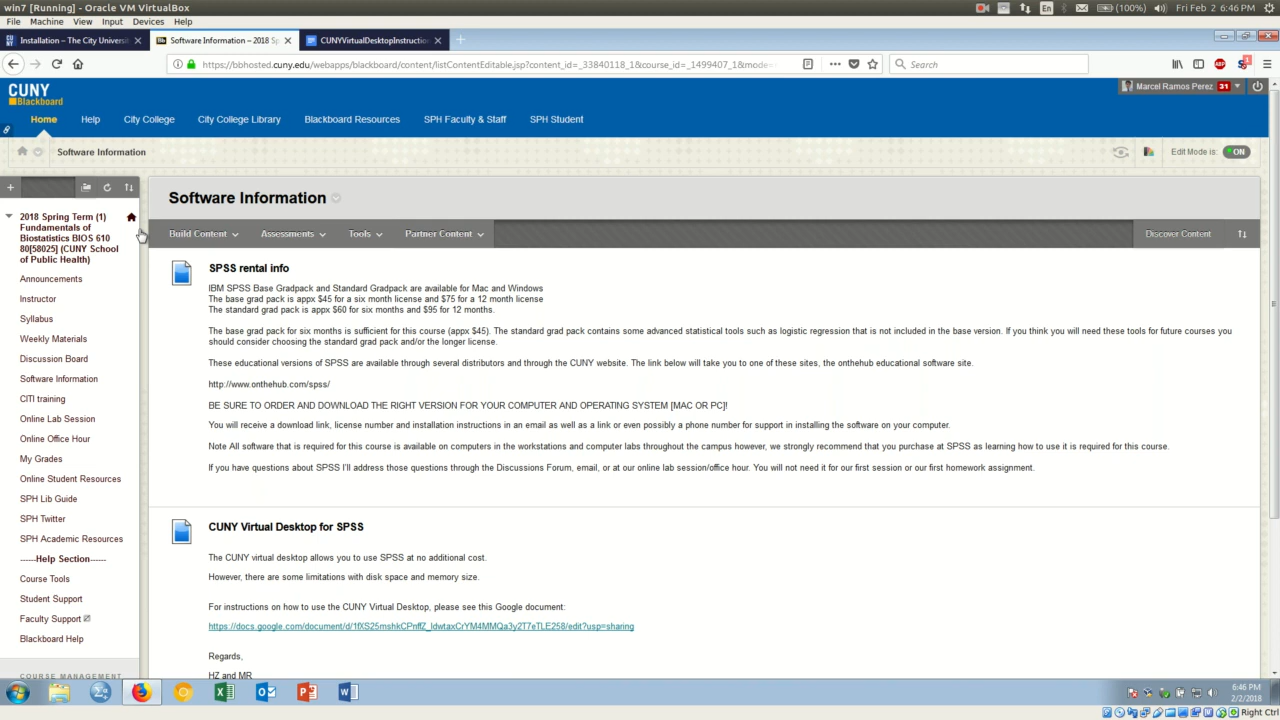 win7 [Running] - Oracle VM VirtualBox
En
(100%)
Fri Feb 2 6:46 PM
File Machine View Input Devices Help
Installation – The City Universit
Software Information – 2018 Sp
CUNYVirtualDesktopInstruction
https://bbhosted.cuny.edu/webapps/blackboard/content/listContentEditable.jsp?content_id=_33840118_1&course_id=_1499407_1&mode=
Search
ABP
CUNY
Blackboard
Marcel Ramos Perez 31
Home Help City College City College Library Blackboard Resources SPH Faculty & Staff SPH Student
Software Information
Edit Mode is: ON
2018 Spring Term (1)
Fundamentals of
Biostatistics BIOS 610
80[58025] (CUNY School
of Public Health)
Announcements
Instructor
Syllabus
Weekly Materials
Discussion Board
Software Information
CITI training
Online Lab Session
Online Office Hour
My Grades
Online Student Resources
SPH Lib Guide
SPH Twitter
SPH Academic Resources
------Help Section------
Course Tools
Student Support
Faculty Support
Blackboard Help
COURSE MANAGEMENT
Software Information
Build Content Assessments Tools Partner Content Discover Content
SPSS rental info
IBM SPSS Base Gradpack and Standard Gradpack are available for Mac and Windows
The base grad pack is appx $45 for a six month license and $75 for a 12 month license
The standard grad pack is appx $60 for six months and $95 for 12 months.
The base grad pack for six months is sufficient for this course (appx $45). The standard grad pack contains some advanced statistical tools such as logistic regression that is not included in the base version. If you think you will need these tools for future courses you
should consider choosing the standard grad pack and/or the longer license.
These educational versions of SPSS are available through several distributors and through the CUNY website. The link below will take you to one of these sites, the onthehub educational software site.
http://www.onthehub.com/spss/
BE SURE TO ORDER AND DOWNLOAD THE RIGHT VERSION FOR YOUR COMPUTER AND OPERATING SYSTEM [MAC OR PC]!
You will receive a download link, license number and installation instructions in an email as well as a link or even possibly a phone number for support in installing the software on your computer.
Note All software that is required for this course is available on computers in the workstations and computer labs throughout the campus however, we strongly recommend that you purchase at SPSS as learning how to use it is required for this course.
If you have questions about SPSS I'll address those questions through the Discussions Forum, email, or at our online lab session/office hour. You will not need it for our first session or our first homework assignment.
CUNY Virtual Desktop for SPSS
The CUNY virtual desktop allows you to use SPSS at no additional cost.
However, there are some limitations with disk space and memory size.
For instructions on how to use the CUNY Virtual Desktop, please see this Google document:
https://docs.google.com/document/d/1fXS25mshkCPnffZ_IdwtaxCrYM4MMQa3y2T7eTLE258/edit?usp=sharing
Regards,
HZ and MR
6:46 PM
2/2/2018
Right Ctrl